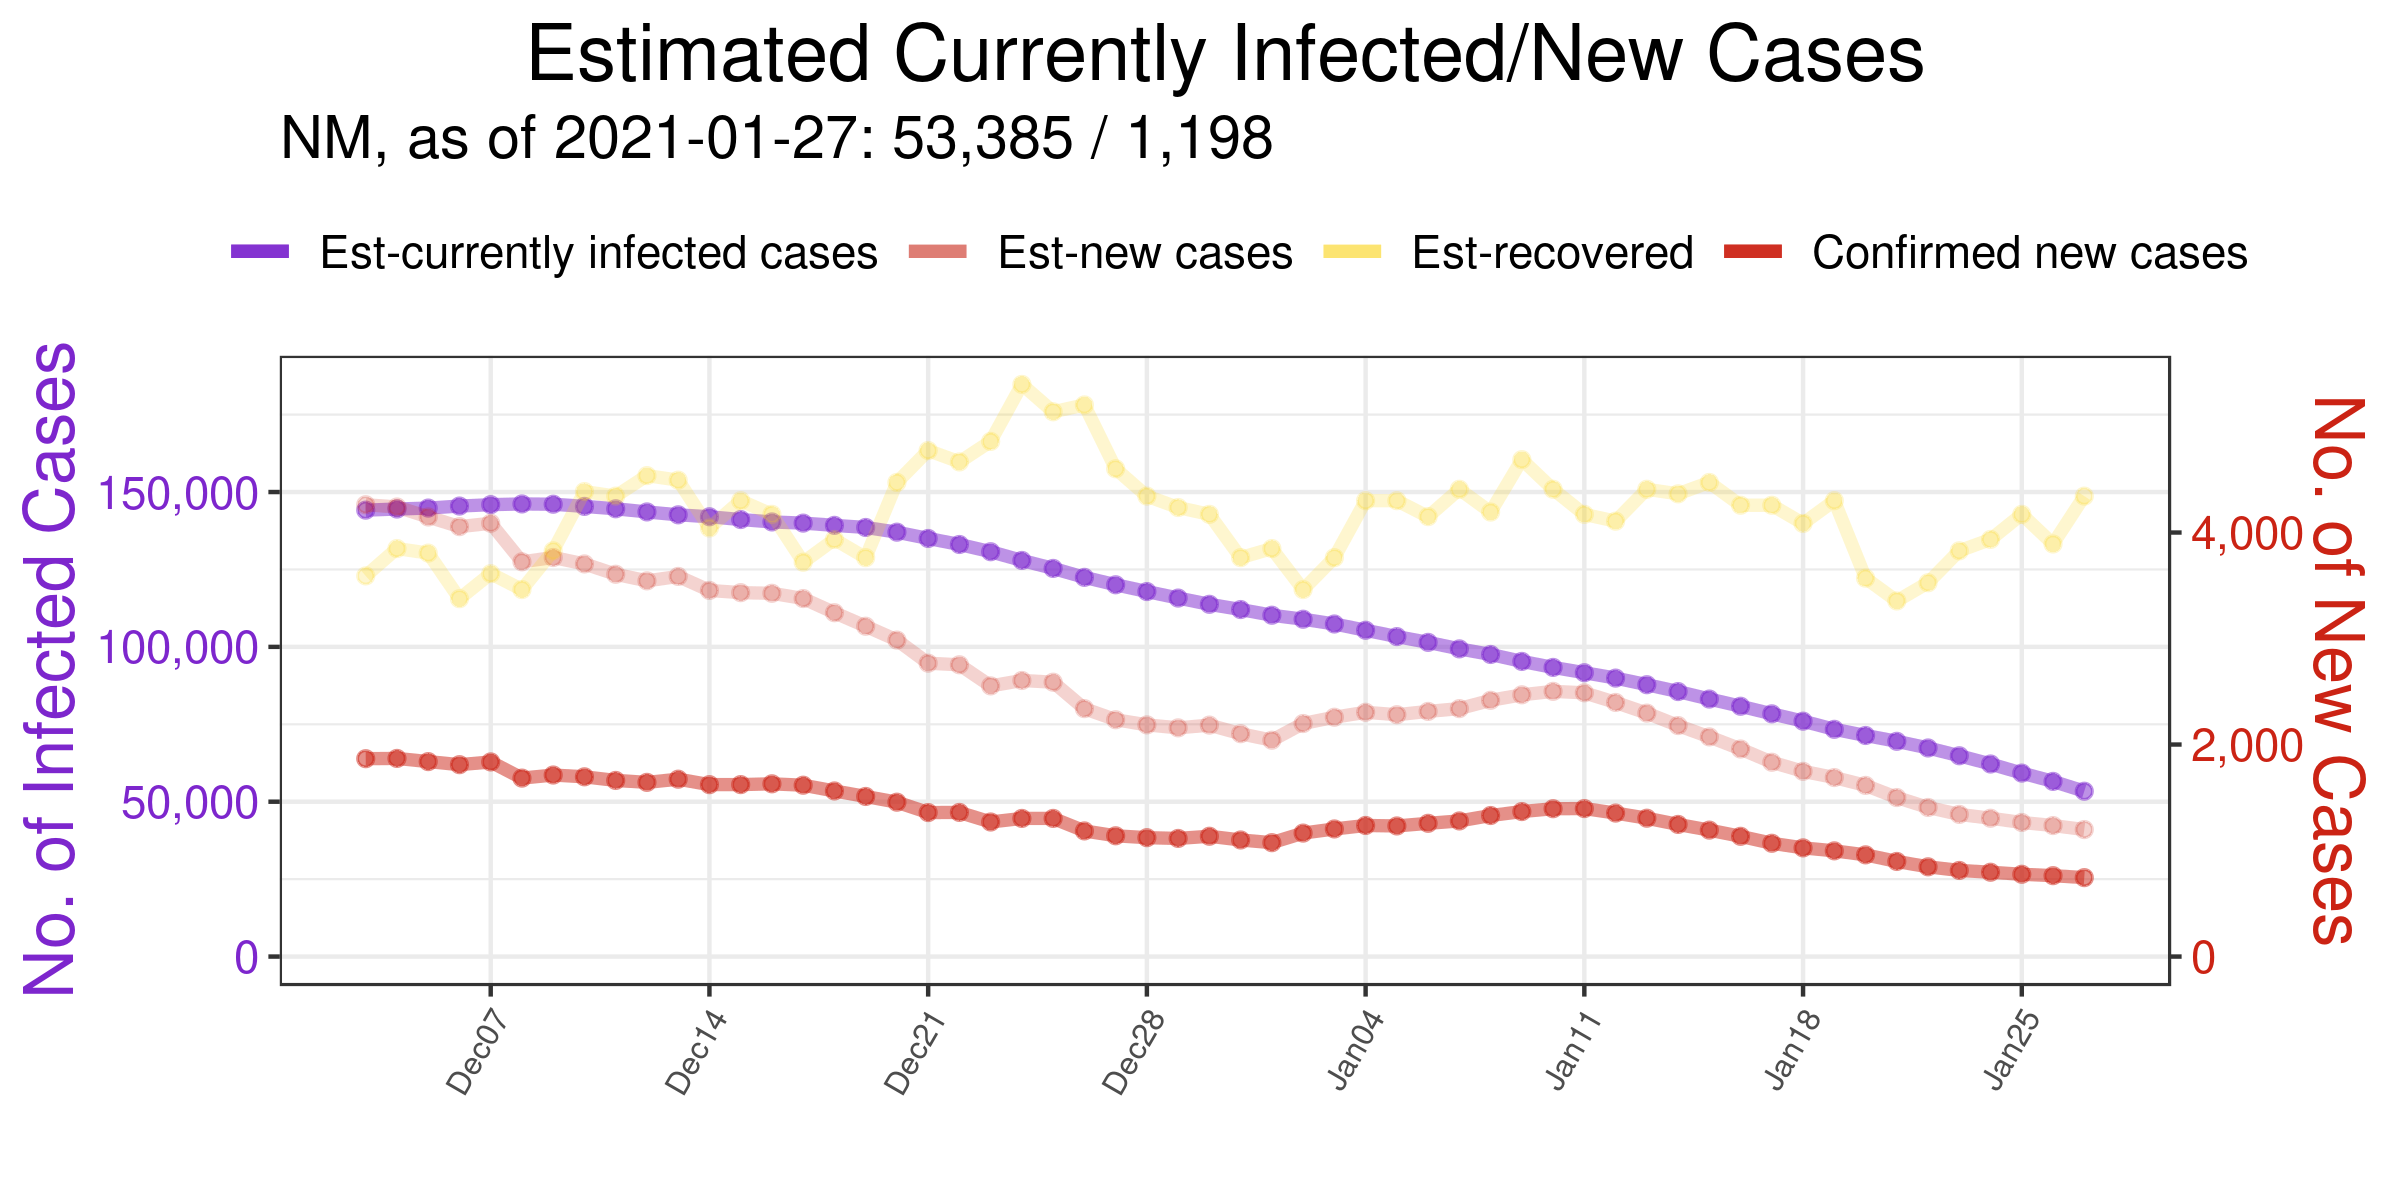 Estimated Currently Infected/New Cases
NM, as of 2021-01-27: 53,385 / 1,198
Est-currently infected cases Est-new cases Est-recovered Confirmed new cases
No. of Infected Cases
150,000
100,000
50,000
0
4,000
2,000
0
No. of New Cases
Dec07 Dec14 Dec21 Dec28 Jan04 Jan11 Jan18 Jan25